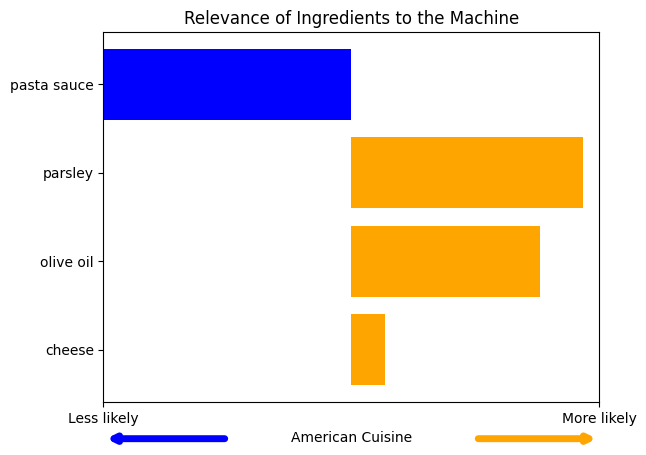 Relevance of Ingredients to the Machine
pasta sauce
parsley
olive oil
cheese
Less likely
More likely
American Cuisine